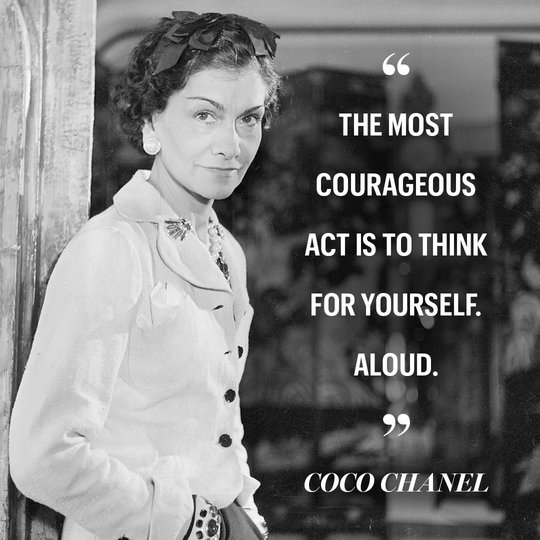 “
THE MOST
COURAGEOUS
ACT IS TO THINK
FOR YOURSELF.
ALOUD.
”
COCO CHANEL